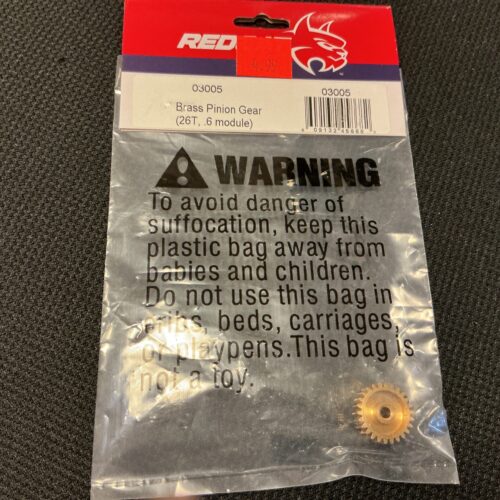 03005
03005
Brass Pinion Gear
(26T, .6 module)
WARNING
To avoid danger of
suffocation, keep this
plastic bag away from
babies and children.
Do not use this bag in
cribs, beds, carriages,
or playpens.This bag is
not a toy.